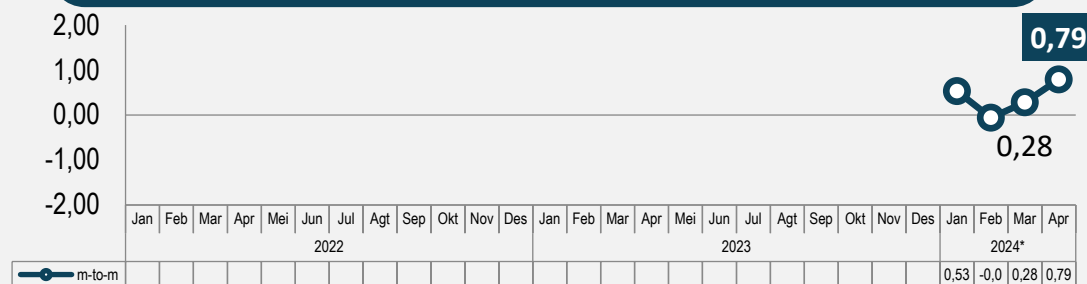 2,00
0,79
1,00
0,00
0,28
-1,00
-2,00
Jan Feb Mar Apr Mei Jun Jul Agt Sep Okt Nov Des Jan Feb Mar Apr Mei Jun Jul Agt Sep Okt Nov Des Jan Feb Mar Apr
2022 2023 2024*
m-to-m 0,53 -0,0 0,28 0,79